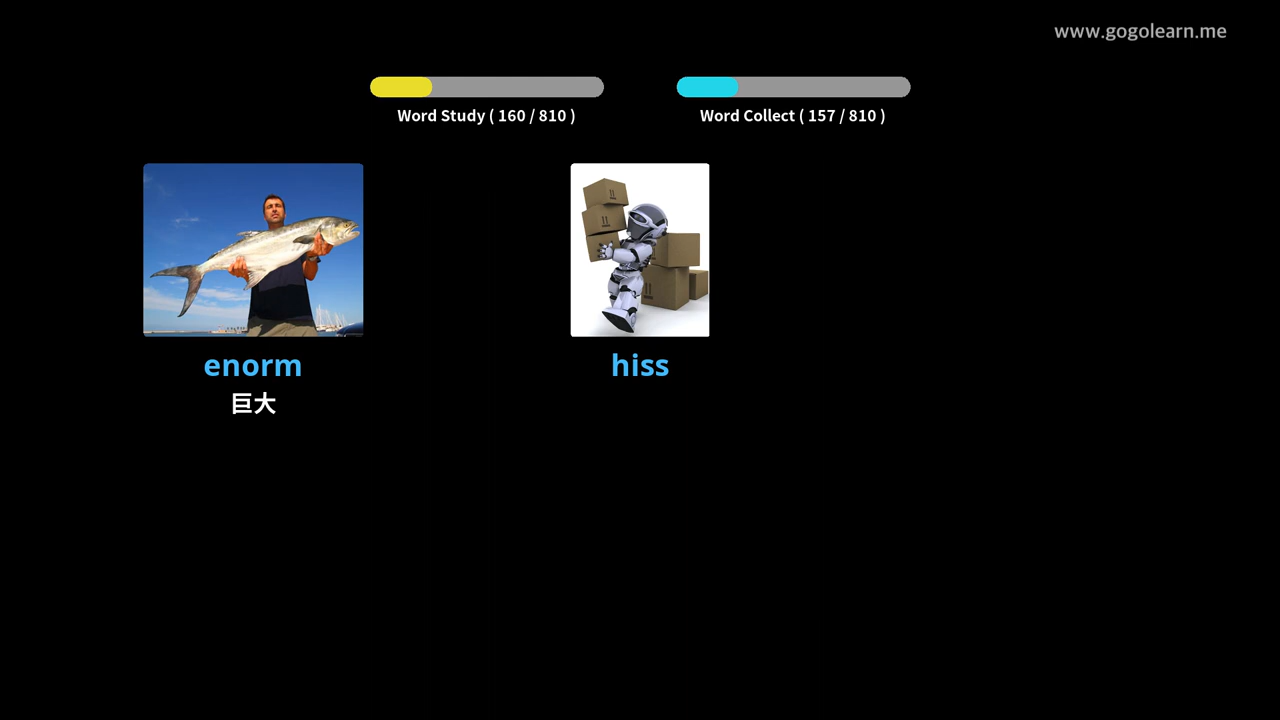 www.gogolearn.me
Word Study ( 160 / 810 )
Word Collect ( 157 / 810 )
enorm
巨大
hiss